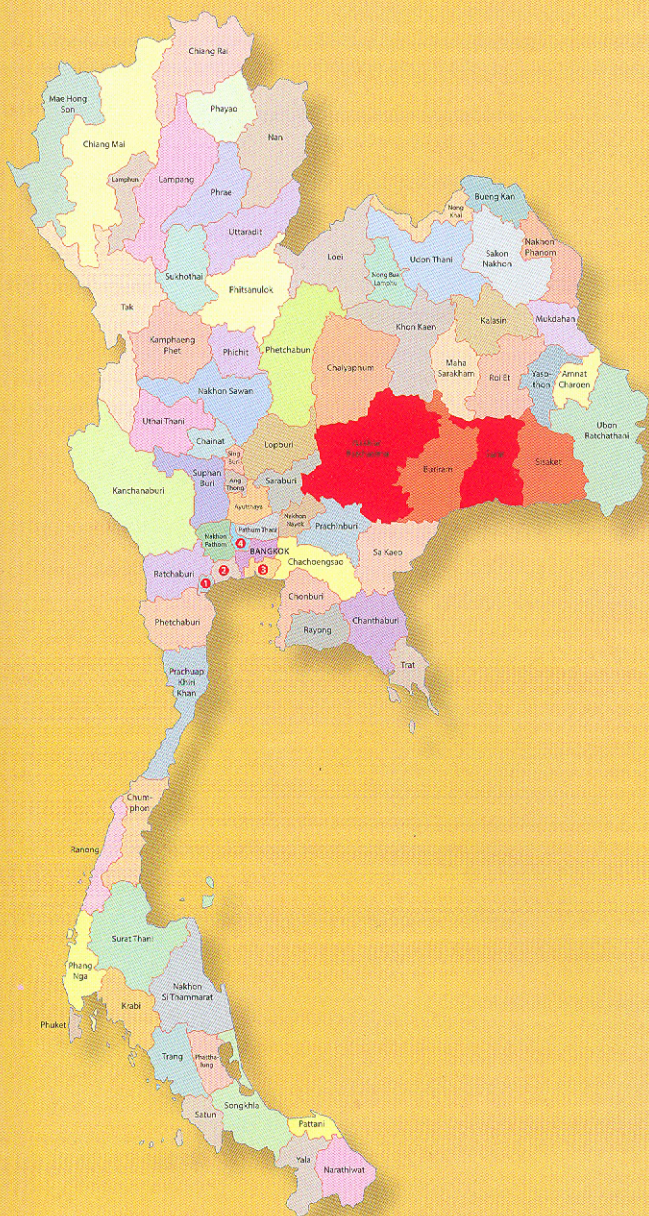 Chiang Rai
Mae Hong
Son
Phayao
Chiang Mai
Nan
Lamphun
Lampang
Phrae
Uttaradit
Bueng Kan
Nong
Khai
Loei
Udon Thani
Sakon
Nakhon
Nakhon
Phanom
Nong Bua
Lamphu
Sukhothai
Phitsanulok
Tak
Khon Kaen
Kalasin
Mukdahan
Kamphaeng
Phet
Phichit
Phetchabun
Chaiyaphum
Maha
Sarakham
Roi Et
Yaso-
thon
Amnat
Charoen
Nakhon Sawan
Uthai Thani
Chainat
Lopburi
Ubon
Ratchathani
Buriram
Sisaket
Sing
Buri
Suphan
Buri
Ang
Thong
Saraburi
Kanchanaburi
Ayutthaya
Nakhon
Nayok
Prachinburi
Nakhon
Pathom
Pathum Thani
4
BANGKOK
Sa Kaeo
Chachoengsao
Ratchaburi
1
2
3
Chonburi
Phetchaburi
Rayong
Chanthaburi
Trat
Prachuap
Khiri
Khan
Chum-
phon
Ranong
Surat Thani
Phang
Nga
Nakhon
Si Thammarat
Krabi
Phuket
Trang
Phattha-
lung
Songkhla
Satun
Pattani
Yala
Narathiwat